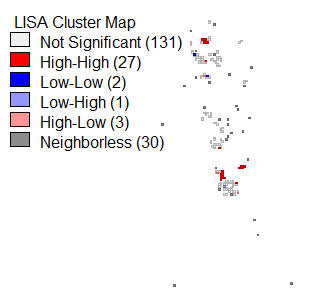 LISA Cluster Map
Not Significant (131)
High-High (27)
Low-Low (2)
Low-High (1)
High-Low (3)
Neighborless (30)